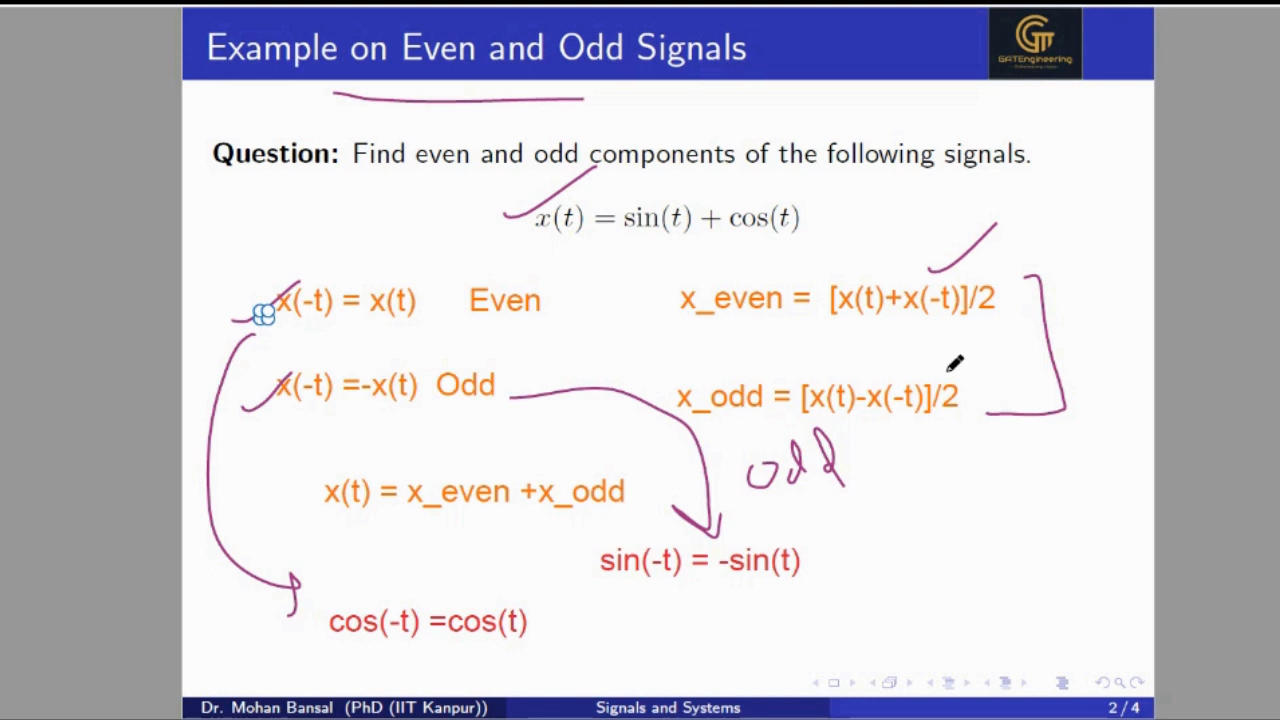 Example on Even and Odd Signals
GATEngineering
Question: Find even and odd components of the following signals.
x(t) = sin(t) + cos(t)
x(-t) = x(t) Even
x_even = [x(t)+x(-t)]/2
x(-t) =-x(t) Odd
x_odd = [x(t)-x(-t)]/2
odd
x(t) = x_even +x_odd
sin(-t) = -sin(t)
cos(-t) =cos(t)
Dr. Mohan Bansal (PhD (IIT Kanpur)) Signals and Systems 2 / 4